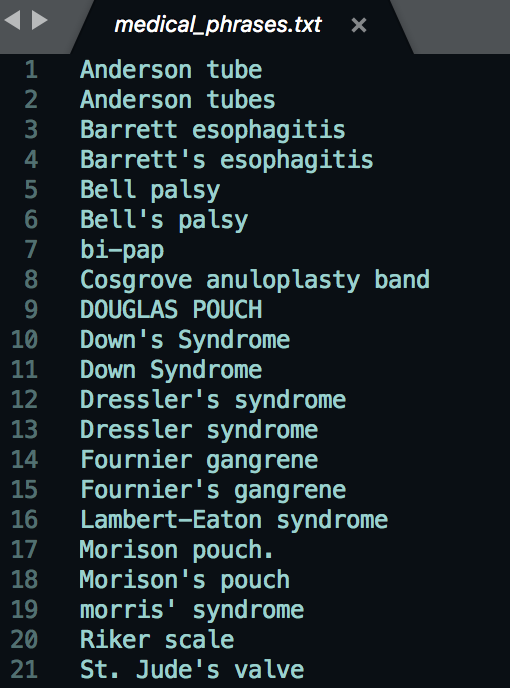 medical_phrases.txt ×
1 Anderson tube
2 Anderson tubes
3 Barrett esophagitis
4 Barrett's esophagitis
5 Bell palsy
6 Bell's palsy
7 bi-pap
8 Cosgrove anuloplasty band
9 DOUGLAS POUCH
10 Down's Syndrome
11 Down Syndrome
12 Dressler's syndrome
13 Dressler syndrome
14 Fournier gangrene
15 Fournier's gangrene
16 Lambert-Eaton syndrome
17 Morison pouch.
18 Morison's pouch
19 morris' syndrome
20 Riker scale
21 St. Jude's valve